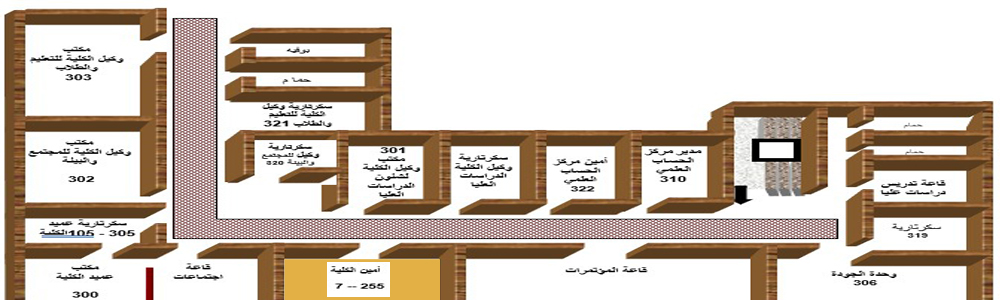 مكتب
وكيل الكلية للتعليم
والطلاب
303
مكتب
وكيل الكلية للمجتمع
والبيئة
302
سكرتارية عميد
الكلية105 - 305
مكتب
عميد الكلية
300
قاعة
اجتماعات
أمين الكلية
7 -- 255
قاعة المؤتمرات
وحدة الجودة
306
بوفيه
حمام
سكرتارية وكيل
الكلية للتعليم
والطلاب 321
سكرتارية
وكيل للمجتمع
والبيئة 320
301
مكتب
وكيل الكلية
لشئون
الدراسات
العليا
سكرتارية
وكيل الكلية
الدراسات
العليا
أمين مركز
الحساب
العلمي
322
مدير مركز
الحساب
العلمي
310
حمام
حمام
قاعة تدريس
دراسات عليا
سكرتارية
319